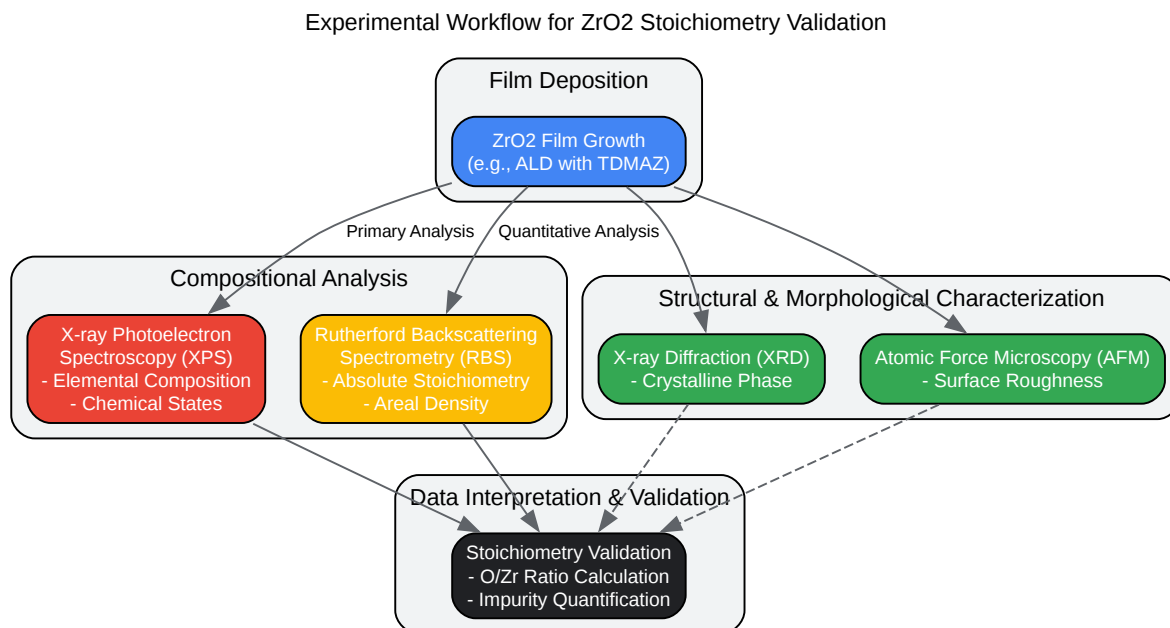 Experimental Workflow for ZrO2 Stoichiometry Validation
Film Deposition
ZrO2 Film Growth
(e.g., ALD with TDMAZ)
Primary Analysis
Quantitative Analysis
Compositional Analysis
X-ray Photoelectron
Spectroscopy (XPS)
- Elemental Composition
- Chemical States
Rutherford Backscattering
Spectrometry (RBS)
- Absolute Stoichiometry
- Areal Density
Structural & Morphological Characterization
X-ray Diffraction (XRD)
- Crystalline Phase
Atomic Force Microscopy (AFM)
- Surface Roughness
Data Interpretation & Validation
Stoichiometry Validation
- O/Zr Ratio Calculation
- Impurity Quantification